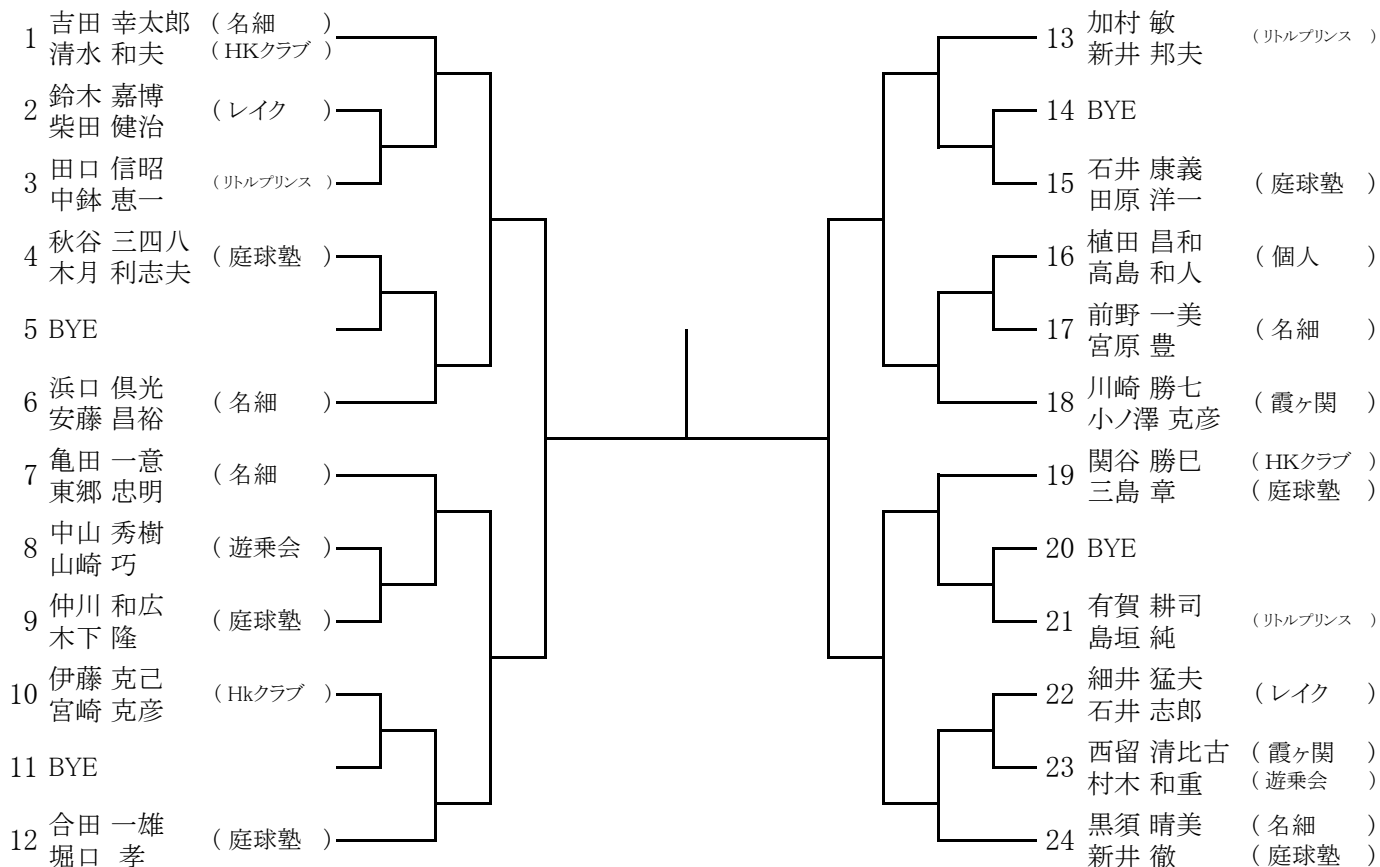 1 吉田 幸太郎 ( 名細 )
清水 和夫 ( HKクラブ )
2 鈴木 嘉博 ( レイク )
柴田 健治
3 田口 信昭 ( リトルプリンス )
中鉢 恵一
4 秋谷 三四八 ( 庭球塾 )
木月 利志夫
5 BYE
6 浜口 倶光 ( 名細 )
安藤 昌裕
7 亀田 一意 ( 名細 )
東郷 忠明
8 中山 秀樹 ( 遊乗会 )
山崎 巧
9 仲川 和広 ( 庭球塾 )
木下 隆
10 伊藤 克己 ( Hkクラブ )
宮崎 克彦
11 BYE
12 合田 一雄 ( 庭球塾 )
堀口 孝
13 加村 敏 ( リトルプリンス )
新井 邦夫
14 BYE
15 石井 康義 ( 庭球塾 )
田原 洋一
16 植田 昌和 ( 個人 )
高島 和人
17 前野 一美 ( 名細 )
宮原 豊
18 川崎 勝七 ( 霞ヶ関 )
小ノ澤 克彦
19 関谷 勝巳 ( HKクラブ )
三島 章 ( 庭球塾 )
20 BYE
21 有賀 耕司 ( リトルプリンス )
島垣 純
22 細井 猛夫 ( レイク )
石井 志郎
23 西留 清比古 ( 霞ヶ関 )
村木 和重 ( 遊乗会 )
24 黒須 晴美 ( 名細 )
新井 徹 ( 庭球塾 )